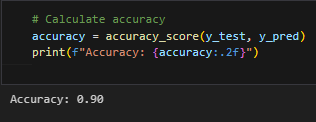 # Calculate accuracy
accuracy = accuracy_score(y_test, y_pred)
print(f"Accuracy: {accuracy:.2f}")
Accuracy: 0.90